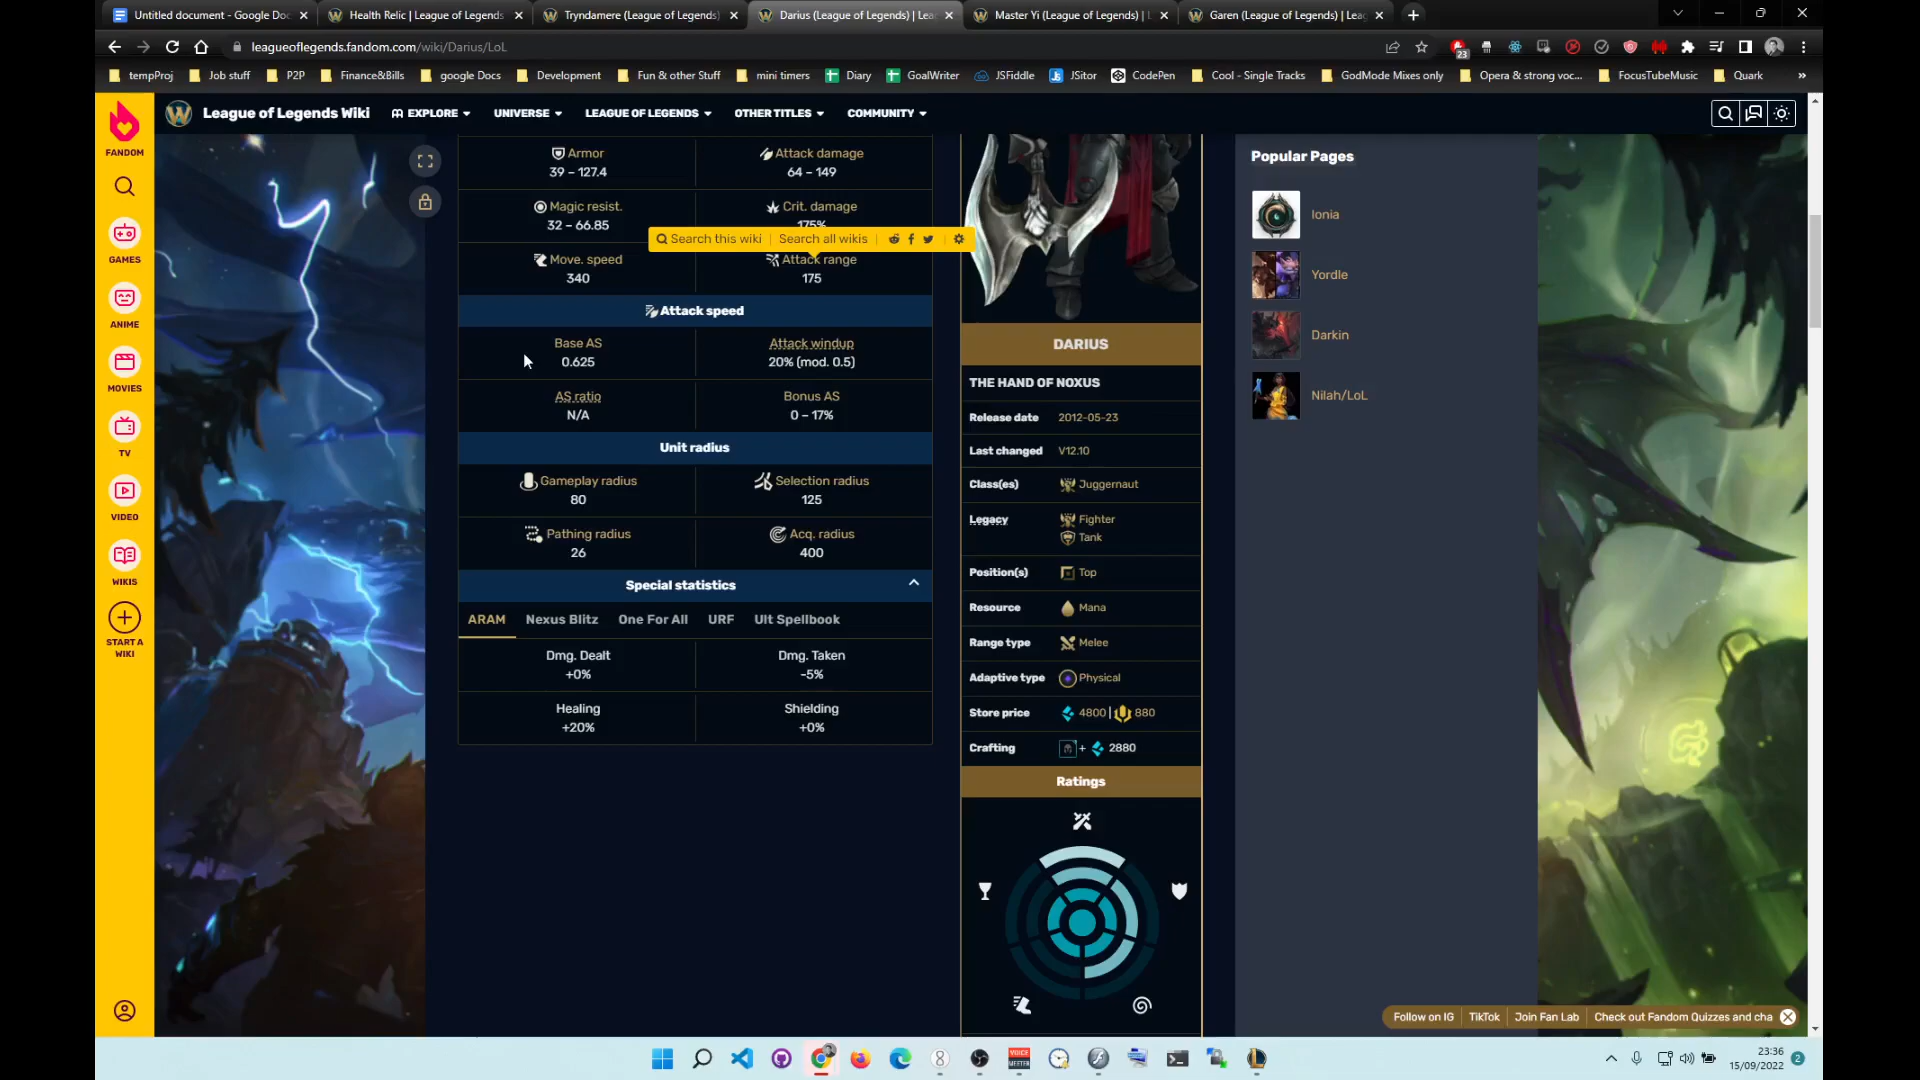 Untitled document - Google Doc
Health Relic | League of Legends
Tryndamere (League of Legends)
Darius (League of Legends) | Lea
Master Yi (League of Legends) | L
Garen (League of Legends) | Leag
leagueoflegends.fandom.com/wiki/Darius/LoL
23
tempProj
Job stuff
P2P
Finance&Bills
google Docs
Development
Fun & other Stuff
mini timers
Diary
GoalWriter
JSFiddle
JSitor
CodePen
Cool - Single Tracks
GodMode Mixes only
Opera & strong voc...
FocusTubeMusic
Quark
»
League of Legends Wiki
EXPLORE
UNIVERSE
LEAGUE OF LEGENDS
OTHER TITLES
COMMUNITY
FANDOM
GAMES
ANIME
MOVIES
TV
VIDEO
WIKIS
START A
WIKI
Armor
39 – 127.4
Attack damage
64 – 149
Magic resist.
32 – 66.85
Crit. damage
175%
Search this wiki
Search all wikis
Move. speed
340
Attack range
175
Attack speed
Base AS
0.625
Attack windup
20% (mod. 0.5)
AS ratio
N/A
Bonus AS
0 – 17%
Unit radius
Gameplay radius
80
Selection radius
125
Pathing radius
26
Acq. radius
400
Special statistics
ARAM
Nexus Blitz
One For All
URF
Ult Spellbook
Dmg. Dealt
+0%
Dmg. Taken
-5%
Healing
+20%
Shielding
+0%
DARIUS
THE HAND OF NOXUS
Release date 2012-05-23
Last changed V12.10
Class(es) Juggernaut
Legacy Fighter
Tank
Position(s) Top
Resource Mana
Range type Melee
Adaptive type Physical
Store price 4800 | 880
Crafting + 2880
Ratings
Popular Pages
Ionia
Yordle
Darkin
Nilah/LoL
Follow on IG
TikTok
Join Fan Lab
Check out Fandom Quizzes and cha
VOICE
MEETER
23:36
15/09/2022
2